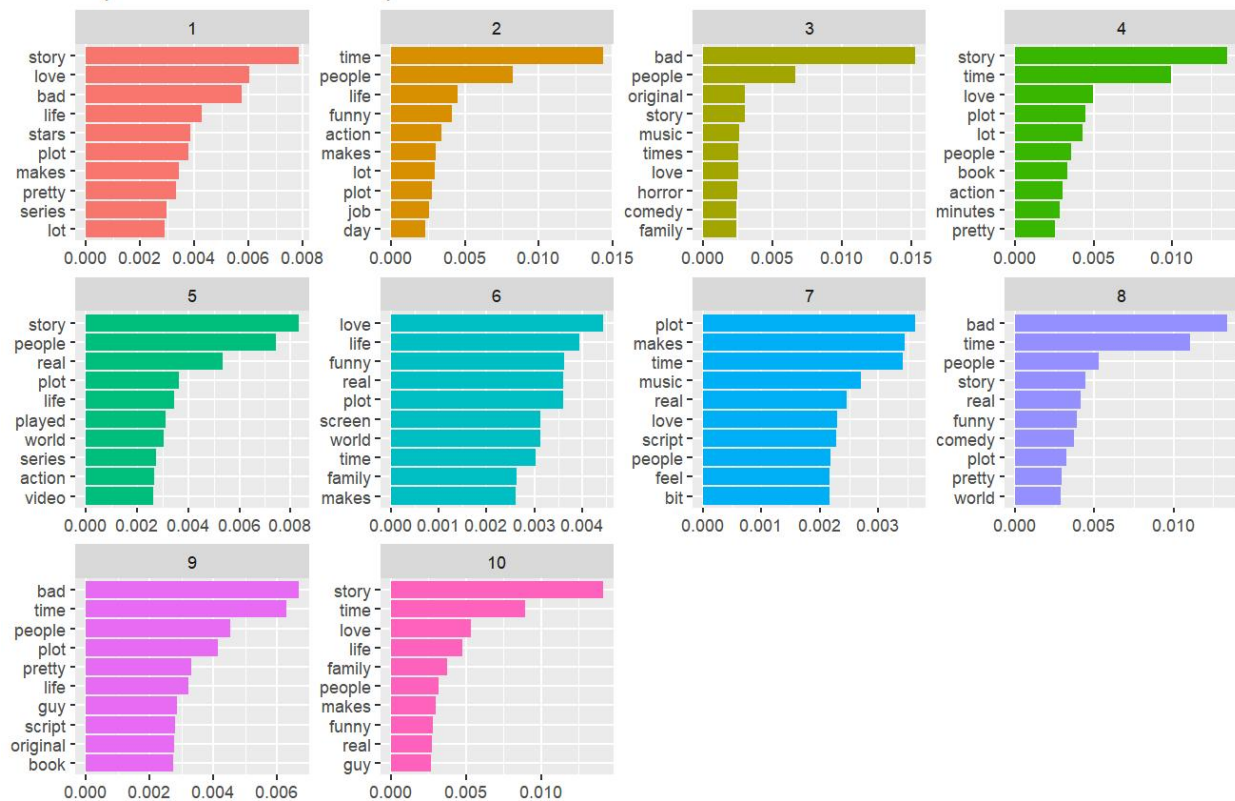 1
story
love
bad
life
stars
plot
makes
pretty
series
lot
0.000 0.002 0.004 0.006 0.008
2
time
people
life
funny
action
makes
lot
plot
job
day
0.000 0.005 0.010 0.015
3
bad
people
original
story
music
times
love
horror
comedy
family
0.000 0.005 0.010 0.015
4
story
time
love
plot
lot
people
book
action
minutes
pretty
0.000 0.005 0.010
5
story
people
real
plot
life
played
world
series
action
video
0.000 0.002 0.004 0.006 0.008
6
love
life
funny
real
plot
screen
world
time
family
makes
0.000 0.001 0.002 0.003 0.004
7
plot
makes
time
music
real
love
script
people
feel
bit
0.000 0.001 0.002 0.003
8
bad
time
people
story
real
funny
comedy
plot
pretty
world
0.000 0.005 0.010
9
bad
time
people
plot
pretty
life
guy
script
original
book
0.000 0.002 0.004 0.006
10
story
time
love
life
family
people
makes
funny
real
guy
0.000 0.005 0.010